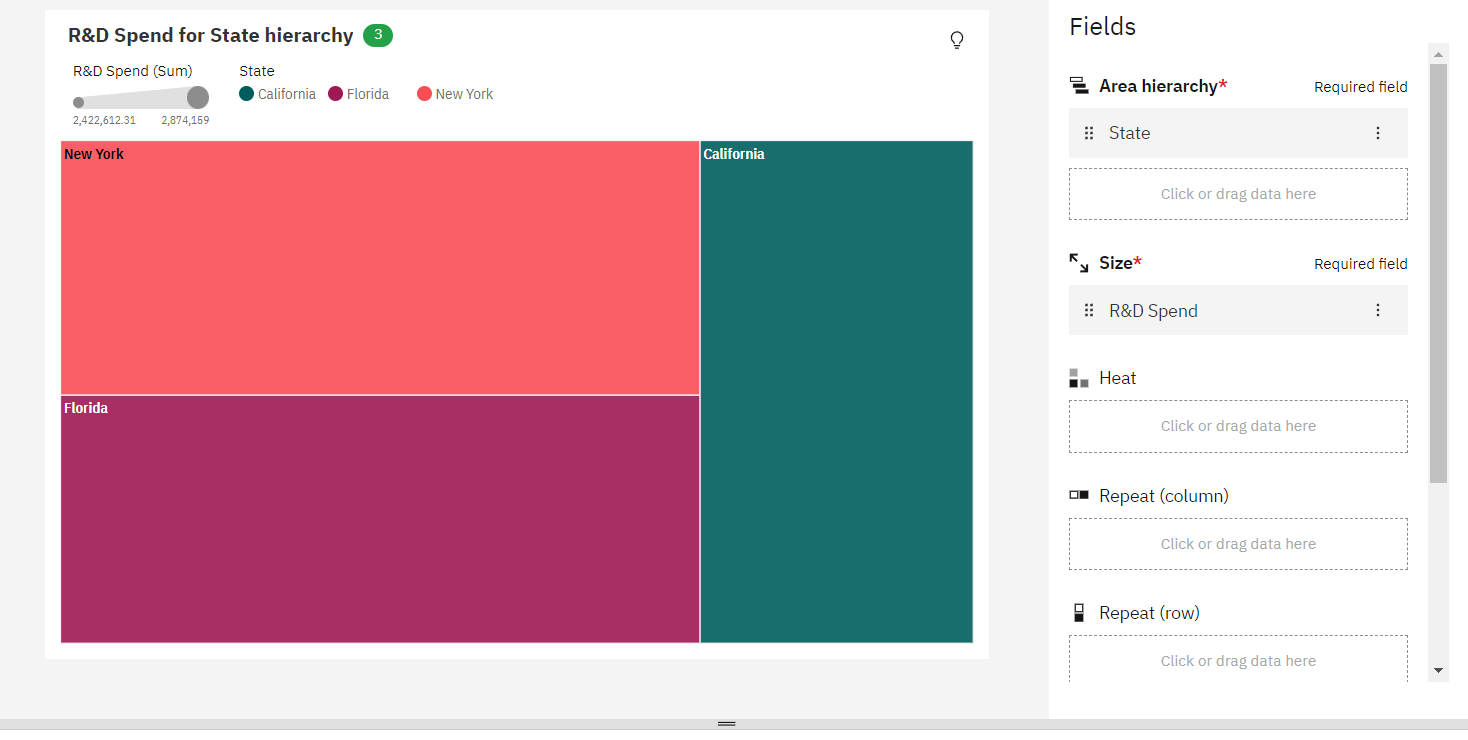 R&D Spend for State hierarchy 3
R&D Spend (Sum)
2,422,612.31 2,874,159
State
California Florida New York
New York
California
Florida
Fields
Area hierarchy* Required field
State
Click or drag data here
Size* Required field
R&D Spend
Heat
Click or drag data here
Repeat (column)
Click or drag data here
Repeat (row)
Click or drag data here